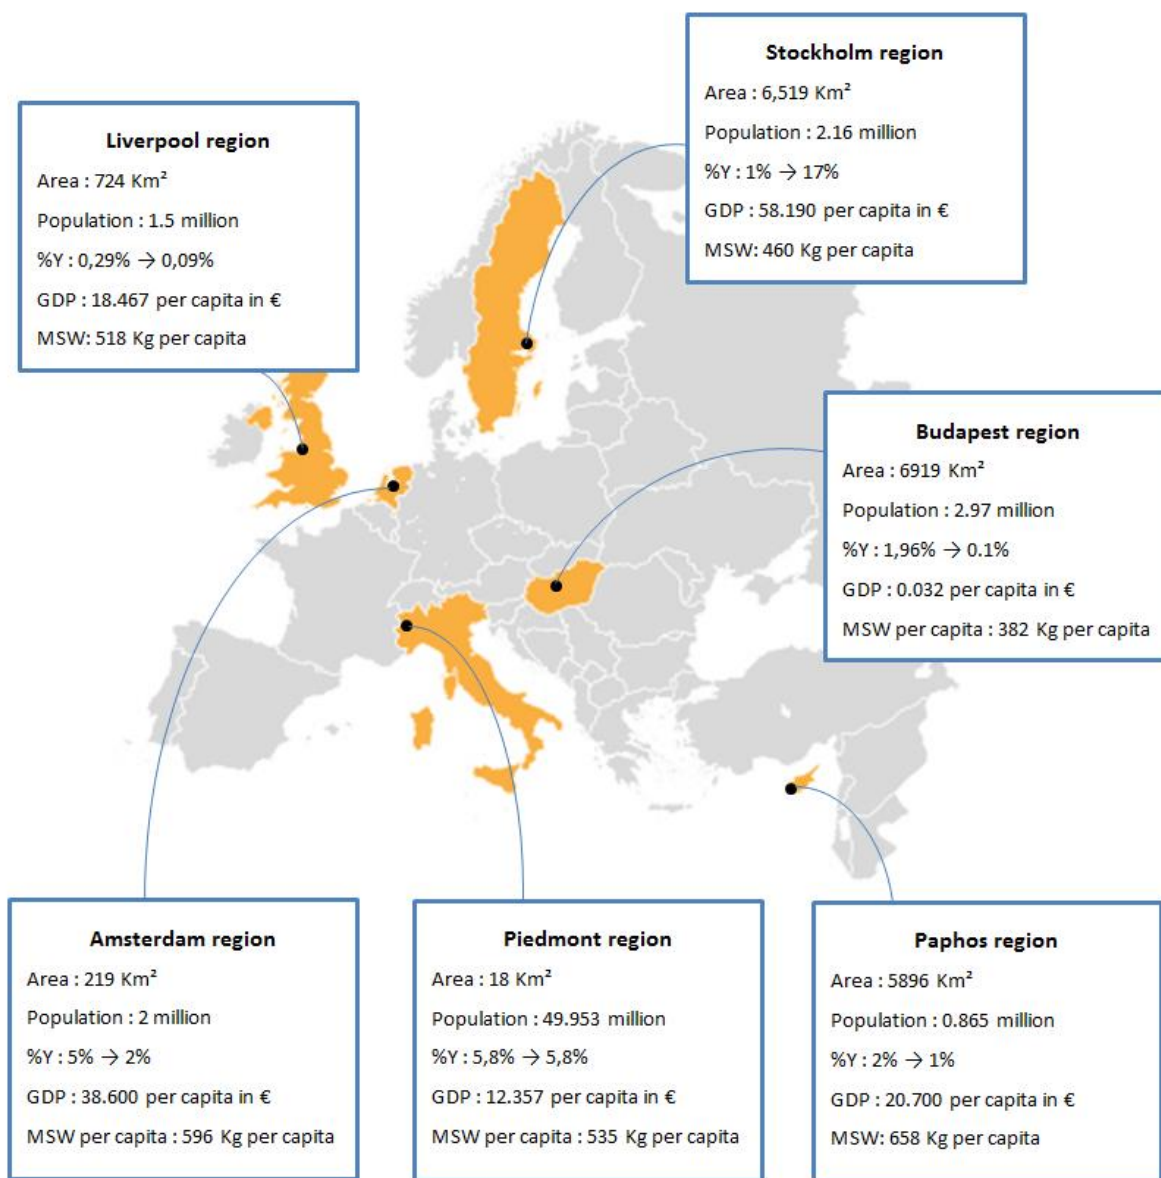 Stockholm region
Area : 6,519 Km²
Population : 2.16 million
%Y : 1% → 17%
GDP : 58.190 per capita in €
MSW: 460 Kg per capita
Liverpool region
Area : 724 Km²
Population : 1.5 million
%Y : 0,29% → 0,09%
GDP : 18.467 per capita in €
MSW: 518 Kg per capita
Budapest region
Area : 6919 Km²
Population : 2.97 million
%Y : 1,96% → 0.1%
GDP : 0.032 per capita in €
MSW per capita : 382 Kg per capita
Amsterdam region
Area : 219 Km²
Population : 2 million
%Y : 5% → 2%
GDP : 38.600 per capita in €
MSW per capita : 596 Kg per capita
Piedmont region
Area : 18 Km²
Population : 49.953 million
%Y : 5,8% → 5,8%
GDP : 12.357 per capita in €
MSW per capita : 535 Kg per capita
Paphos region
Area : 5896 Km²
Population : 0.865 million
%Y : 2% → 1%
GDP : 20.700 per capita in €
MSW: 658 Kg per capita